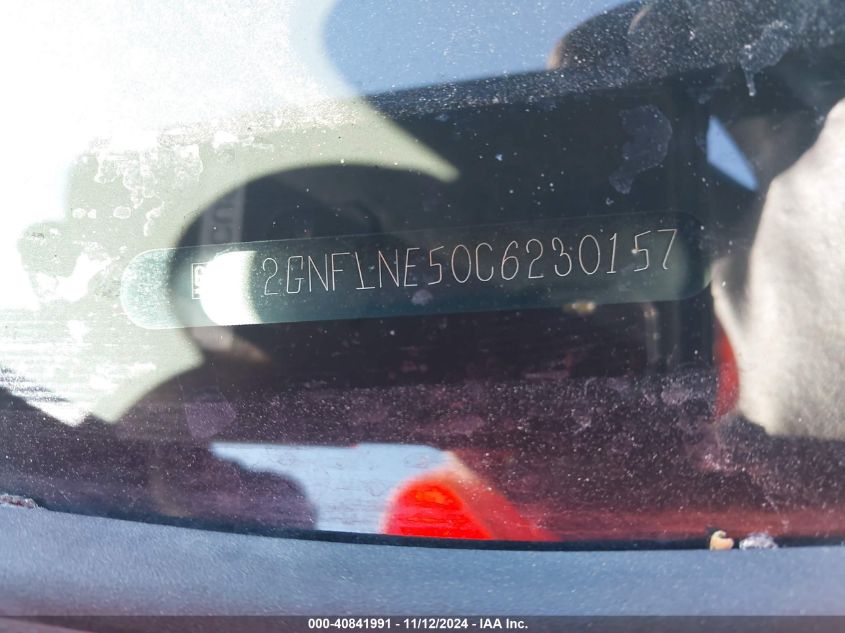 2GNFLNE50C6230157
000-40841991 - 11/12/2024 - IAA Inc.